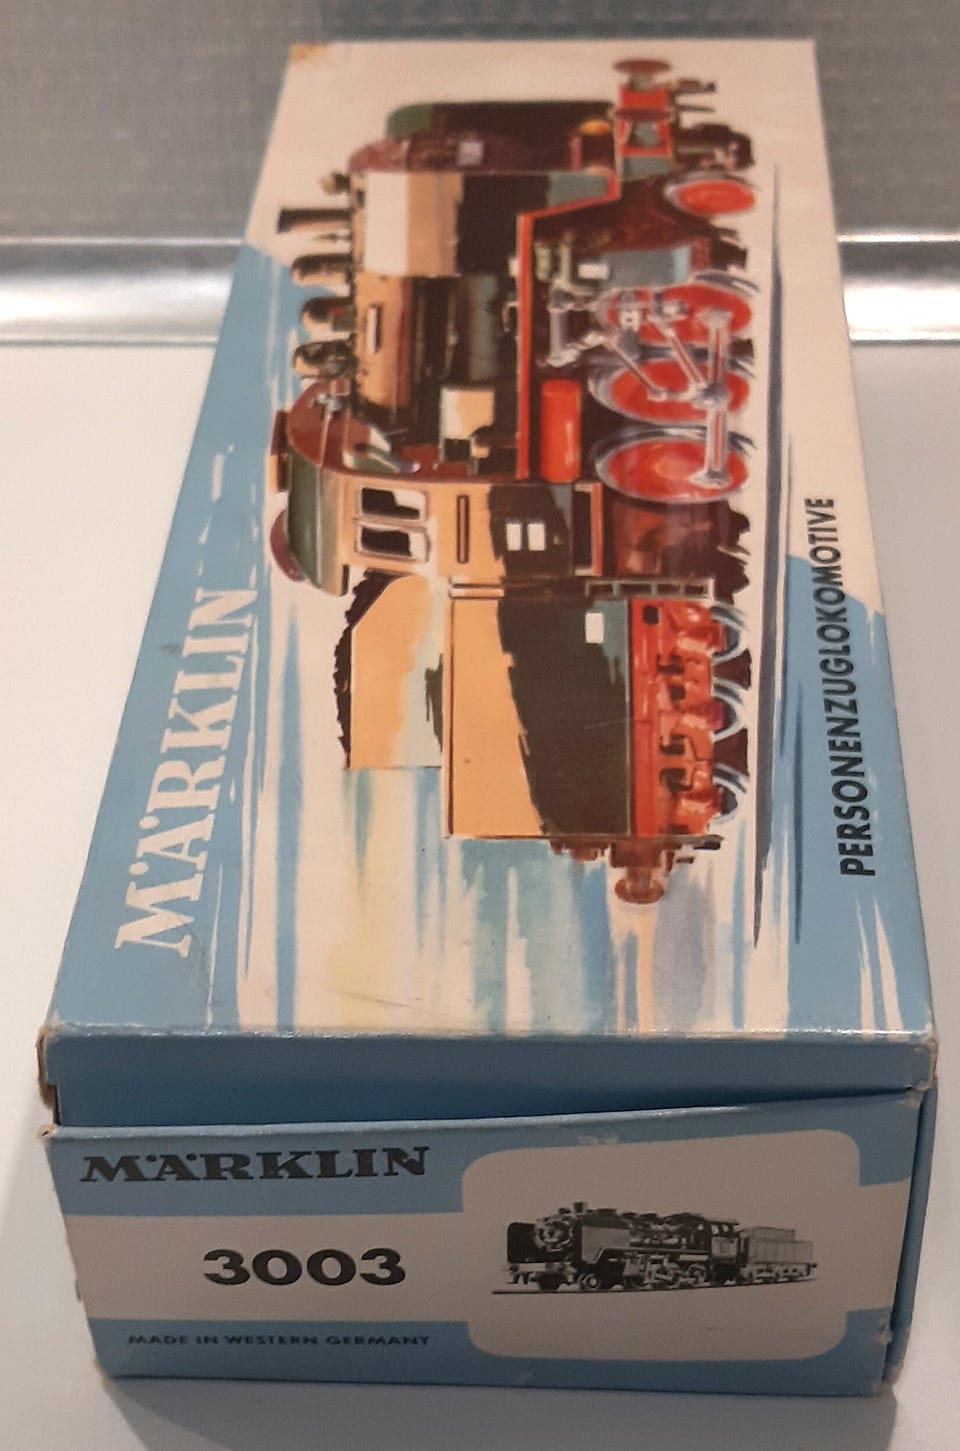 MÄRKLIN
PERSONENZUGLOKOMOTIVE
MÄRKLIN
3003
MADE IN WESTERN GERMANY